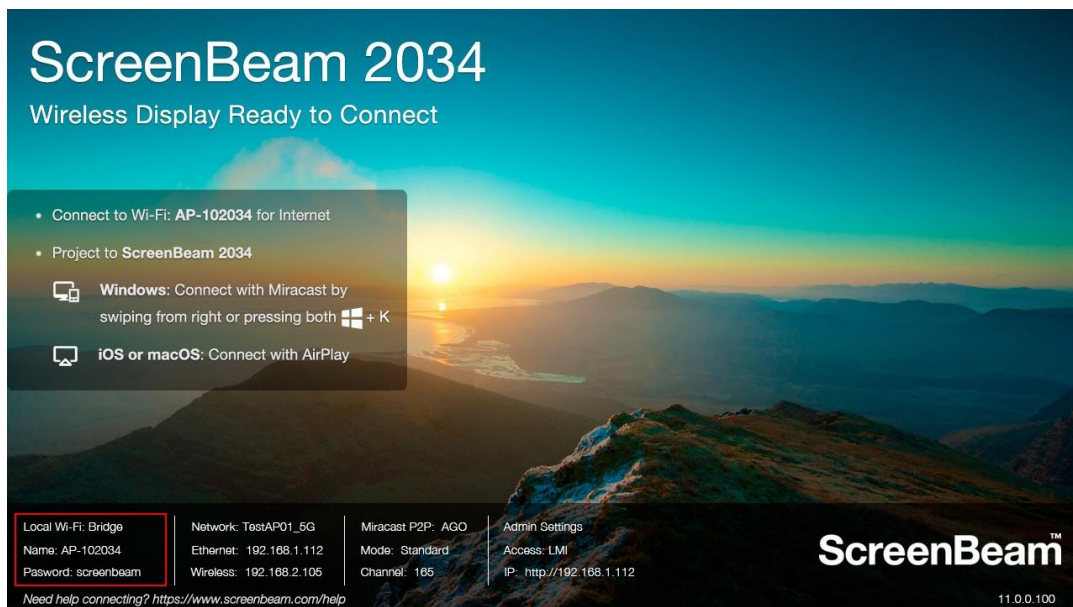 ScreenBeam 2034
Wireless Display Ready to Connect
• Connect to Wi-Fi: AP-102034 for Internet
• Project to ScreenBeam 2034
Windows: Connect with Miracast by
swiping from right or pressing both + K
iOS or macOS: Connect with AirPlay
Local Wi-Fi: Bridge
Name: AP-102034
Pasword: screenbeam
Network: TestAP01_5G
Ethernet: 192.168.1.112
Wireless: 192.168.2.105
Miracast P2P: AGO
Mode: Standard
Channel: 165
Admin Settings
Access: LMI
IP: http://192.168.1.112
ScreenBeam™
Need help connecting? https://www.screenbeam.com/help
11.0.0.100